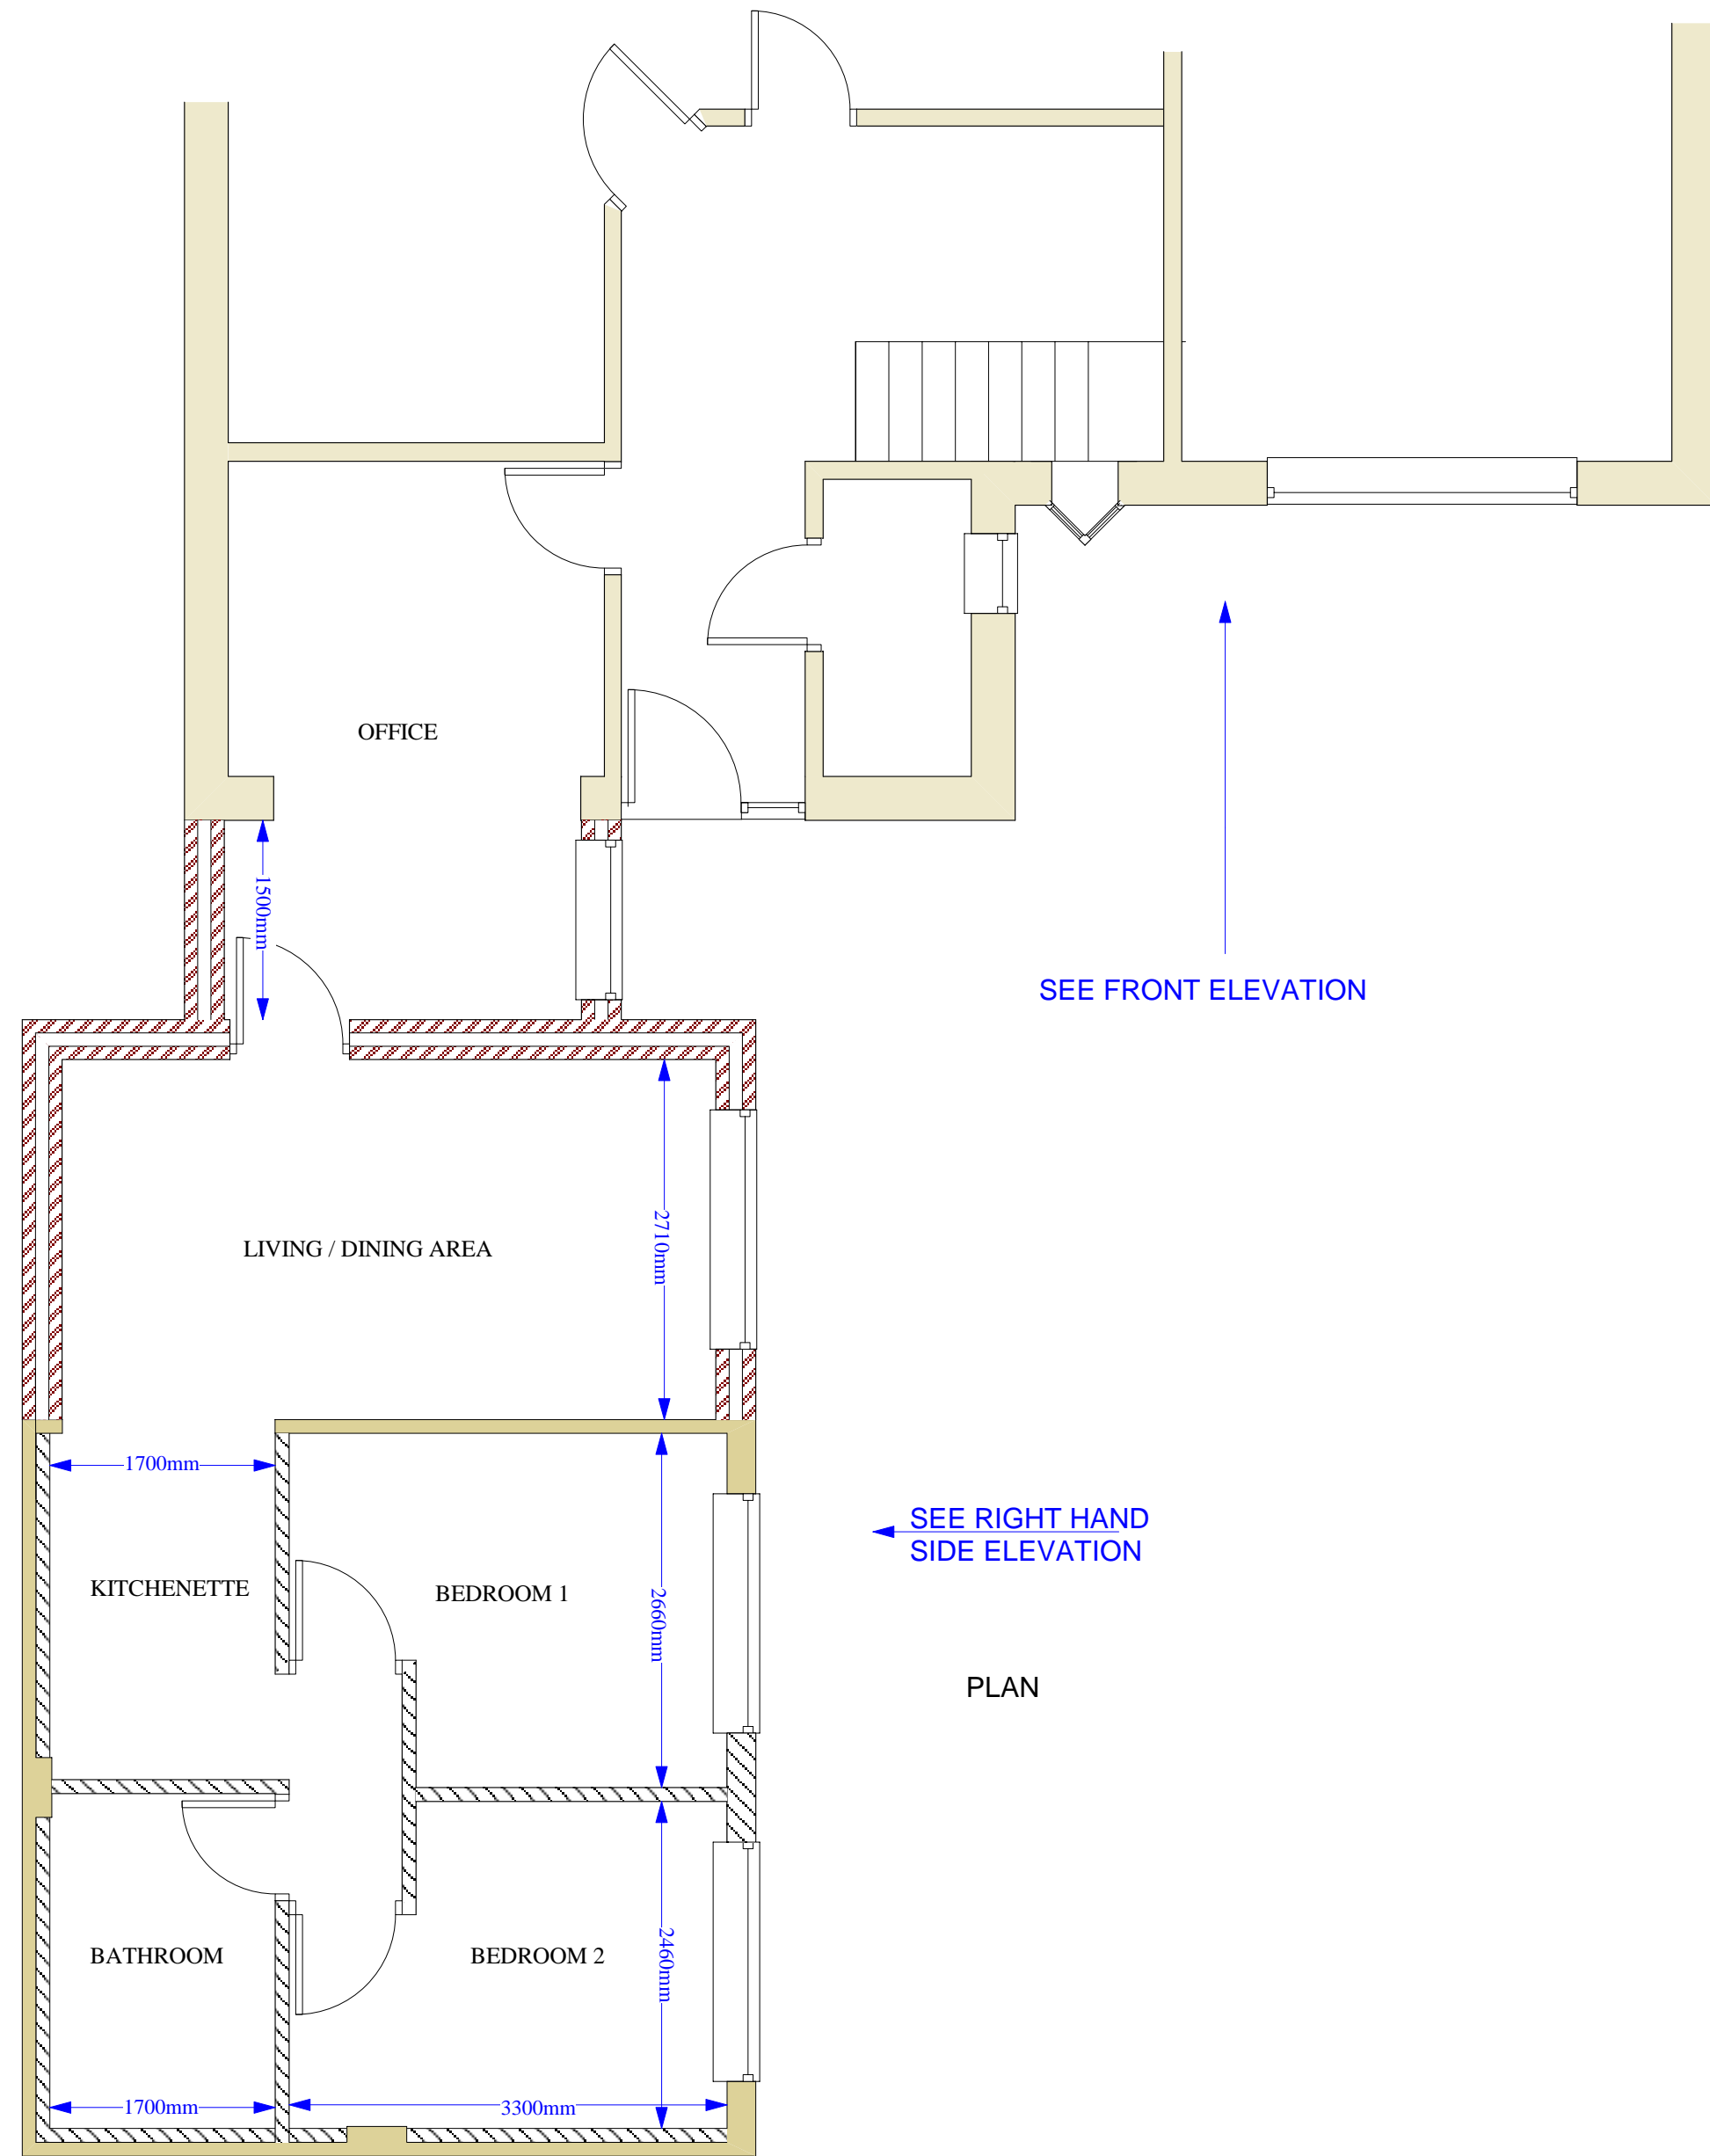 OFFICE
1500mm
SEE FRONT ELEVATION
LIVING / DINING AREA
2710mm
1700mm
SEE RIGHT HAND
SIDE ELEVATION
KITCHENETTE
BEDROOM 1
2660mm
PLAN
BATHROOM
BEDROOM 2
2460mm
1700mm
3300mm